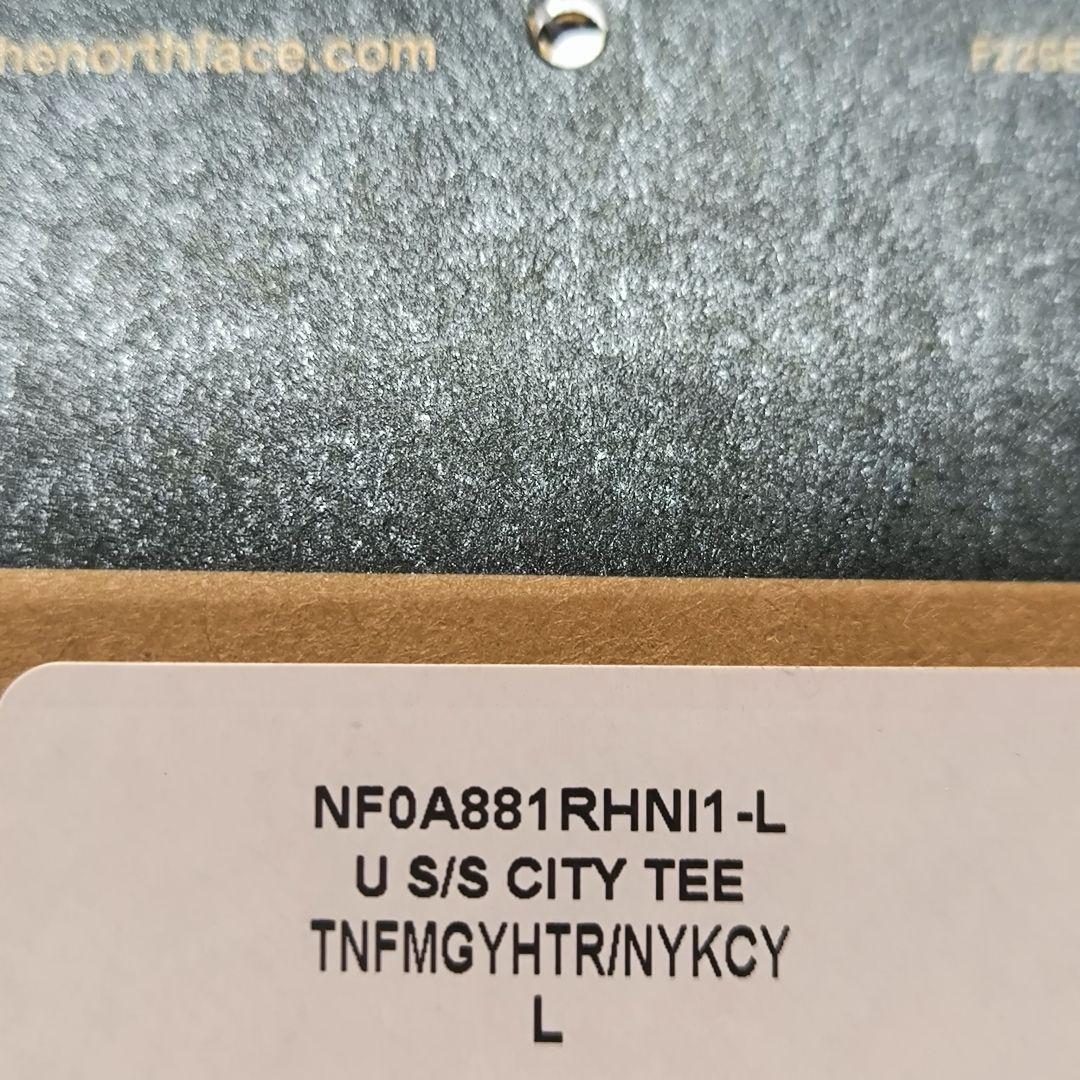 henorthface.com
NF0A881RHNI1-L
U S/S CITY TEE
TNFMGYHTR/NYKCY
L